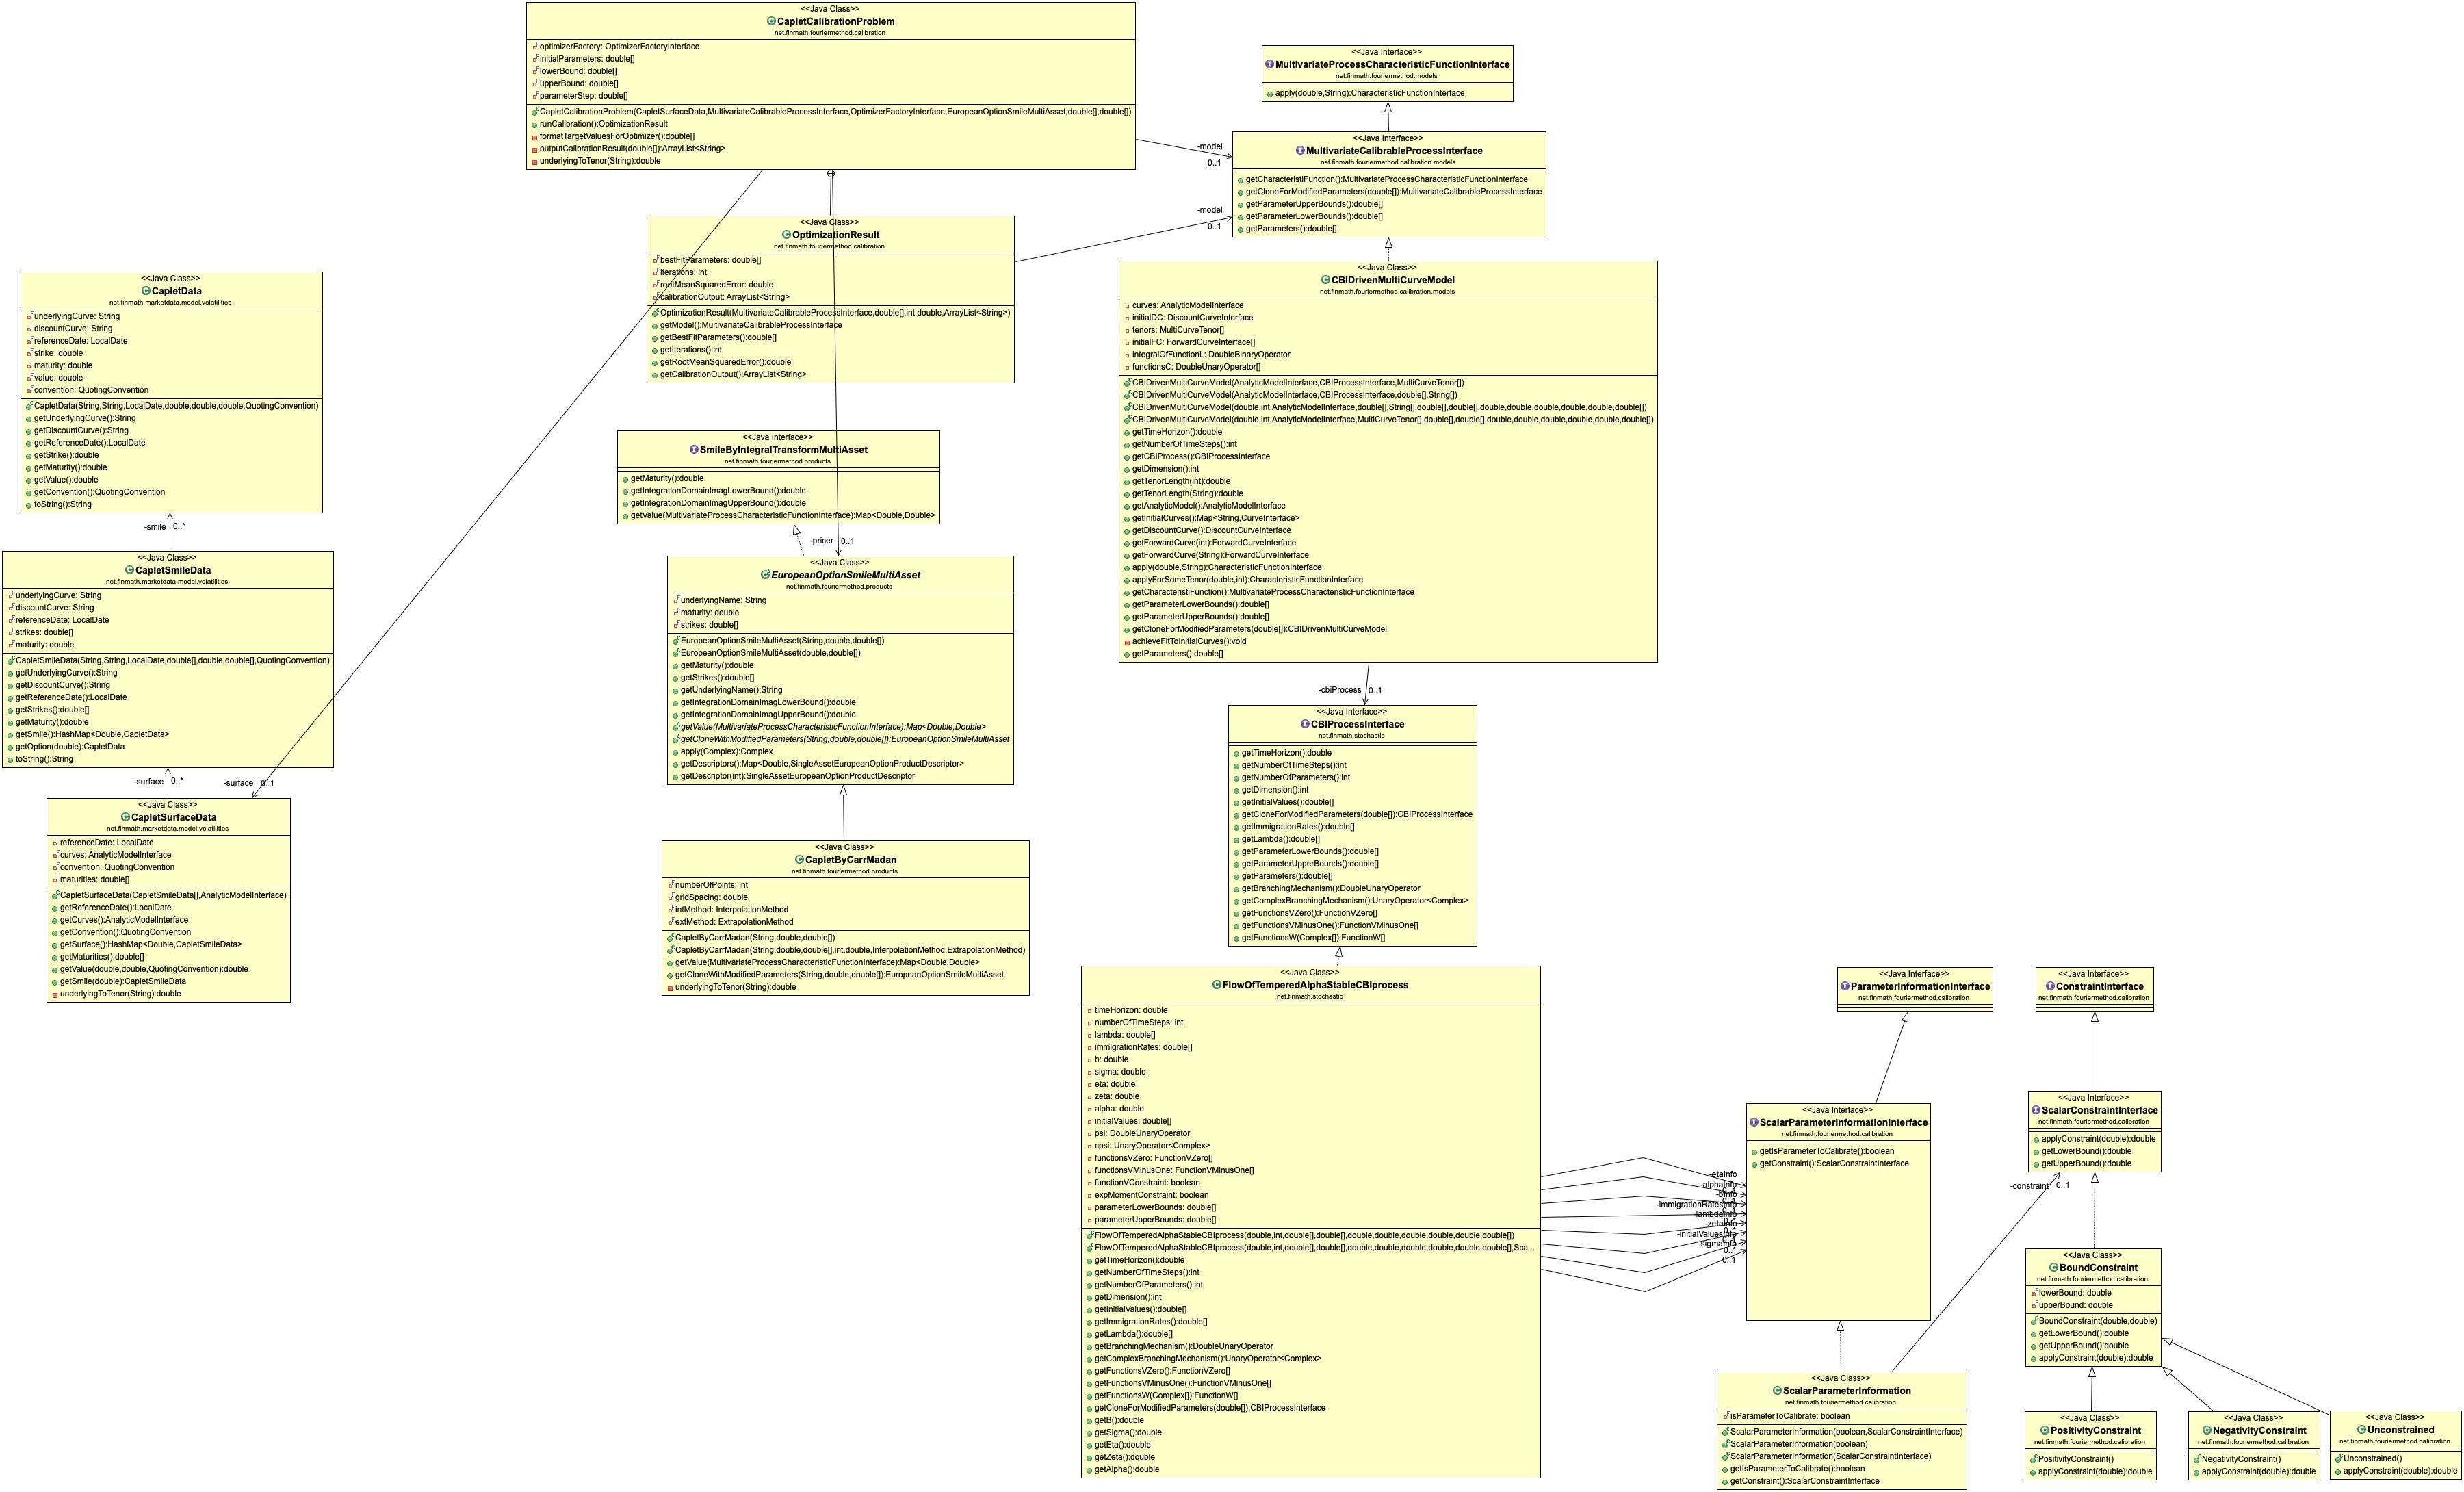 <<Java Class>>
CapletCalibrationProblem
net.finmath.fouriermethod.calibration
optimizerFactory: OptimizerFactoryInterface
initialParameters: double[]
lowerBound: double[]
upperBound: double[]
parameterStep: double[]
CapletCalibrationProblem(CapletSurfaceData,MultivariateCalibrableProcessInterface,OptimizerFactoryInterface,EuropeanOptionSmileMultiAsset,double[],double[])
runCalibration():OptimizationResult
formatTargetValuesForOptimizer():double[]
outputCalibrationResult(double[]):ArrayList<String>
underlyingToTenor(String):double
<<Java Interface>>
MultivariateProcessCharacteristicFunctionInterface
net.finmath.fouriermethod.models
apply(double,String):CharacteristicFunctionInterface
-model
0..1
<<Java Interface>>
MultivariateCalibrableProcessInterface
net.finmath.fouriermethod.calibration.models
getCharacteristiFunction():MultivariateProcessCharacteristicFunctionInterface
getCloneForModifiedParameters(double[]):MultivariateCalibrableProcessInterface
getParameterUpperBounds():double[]
getParameterLowerBounds():double[]
getParameters():double[]
-model
0..1
<<Java Class>>
OptimizationResult
net.finmath.fouriermethod.calibration
bestFitParameters: double[]
iterations: int
rootMeanSquaredError: double
calibrationOutput: ArrayList<String>
OptimizationResult(MultivariateCalibrableProcessInterface,double[],int,double,ArrayList<String>)
getModel():MultivariateCalibrableProcessInterface
getBestFitParameters():double[]
getIterations():int
getRootMeanSquaredError():double
getCalibrationOutput():ArrayList<String>
<<Java Class>>
CapletData
net.finmath.marketdata.model.volatilities
underlyingCurve: String
discountCurve: String
referenceDate: LocalDate
strike: double
maturity: double
value: double
convention: QuotingConvention
CapletData(String,String,LocalDate,double,double,double,QuotingConvention)
getUnderlyingCurve():String
getDiscountCurve():String
getReferenceDate():LocalDate
getStrike():double
getMaturity():double
getValue():double
getConvention():QuotingConvention
toString():String
-smile
0..*
<<Java Class>>
CapletSmileData
net.finmath.marketdata.model.volatilities
underlyingCurve: String
discountCurve: String
referenceDate: LocalDate
strikes: double[]
maturity: double
CapletSmileData(String,String,LocalDate,double[],double,double[],QuotingConvention)
getUnderlyingCurve():String
getDiscountCurve():String
getReferenceDate():LocalDate
getStrikes():double[]
getMaturity():double
getSmile():HashMap<Double,CapletData>
getOption(double):CapletData
toString():String
-surface
0..*
-surface
0..1
<<Java Class>>
CapletSurfaceData
net.finmath.marketdata.model.volatilities
referenceDate: LocalDate
curves: AnalyticModelInterface
convention: QuotingConvention
maturities: double[]
CapletSurfaceData(CapletSmileData[],AnalyticModelInterface)
getReferenceDate():LocalDate
getCurves():AnalyticModelInterface
getConvention():QuotingConvention
getSurface():HashMap<Double,CapletSmileData>
getMaturities():double[]
getValue(double,double,QuotingConvention):double
getSmile(double):CapletSmileData
underlyingToTenor(String):double
<<Java Interface>>
SmileByIntegralTransformMultiAsset
net.finmath.fouriermethod.products
getMaturity():double
getIntegrationDomainImagLowerBound():double
getIntegrationDomainImagUpperBound():double
getValue(MultivariateProcessCharacteristicFunctionInterface):Map<Double,Double>
-pricer
0..1
<<Java Class>>
EuropeanOptionSmileMultiAsset
net.finmath.fouriermethod.products
underlyingName: String
maturity: double
strikes: double[]
EuropeanOptionSmileMultiAsset(String,double,double[])
EuropeanOptionSmileMultiAsset(double,double[])
getMaturity():double
getStrikes():double[]
getUnderlyingName():String
getIntegrationDomainImagLowerBound():double
getIntegrationDomainImagUpperBound():double
getValue(MultivariateProcessCharacteristicFunctionInterface):Map<Double,Double>
getCloneWithModifiedParameters(String,double,double[]):EuropeanOptionSmileMultiAsset
apply(Complex):Complex
getDescriptors():Map<Double,SingleAssetEuropeanOptionProductDescriptor>
getDescriptor(int):SingleAssetEuropeanOptionProductDescriptor
<<Java Class>>
CapletByCarrMadan
net.finmath.fouriermethod.products
numberOfPoints: int
gridSpacing: double
intMethod: InterpolationMethod
extMethod: ExtrapolationMethod
CapletByCarrMadan(String,double,double[])
CapletByCarrMadan(String,double,double[],int,double,InterpolationMethod,ExtrapolationMethod)
getValue(MultivariateProcessCharacteristicFunctionInterface):Map<Double,Double>
getCloneWithModifiedParameters(String,double,double[]):EuropeanOptionSmileMultiAsset
underlyingToTenor(String):double
<<Java Class>>
CBIDrivenMultiCurveModel
net.finmath.fouriermethod.calibration.models
curves: AnalyticModelInterface
initialDC: DiscountCurveInterface
tenors: MultiCurveTenor[]
initialFC: ForwardCurveInterface[]
integralOfFunctionL: DoubleBinaryOperator
functionsC: DoubleUnaryOperator[]
CBIDrivenMultiCurveModel(AnalyticModelInterface,CBIProcessInterface,MultiCurveTenor[])
CBIDrivenMultiCurveModel(AnalyticModelInterface,CBIProcessInterface,double[],String[])
CBIDrivenMultiCurveModel(double,int,AnalyticModelInterface,double[],String[],double[],double[],double,double,double,double,double,double[])
CBIDrivenMultiCurveModel(double,int,AnalyticModelInterface,MultiCurveTenor[],double[],double[],double,double,double,double,double,double[])
getTimeHorizon():double
getNumberOfTimeSteps():int
getCBIProcess():CBIProcessInterface
getDimension():int
getTenorLength(int):double
getTenorLength(String):double
getAnalyticModel():AnalyticModelInterface
getInitialCurves():Map<String,CurveInterface>
getDiscountCurve():DiscountCurveInterface
getForwardCurve(int):ForwardCurveInterface
getForwardCurve(String):ForwardCurveInterface
apply(double,String):CharacteristicFunctionInterface
applyForSomeTenor(double,int):CharacteristicFunctionInterface
getCharacteristiFunction():MultivariateProcessCharacteristicFunctionInterface
getParameterLowerBounds():double[]
getParameterUpperBounds():double[]
getCloneForModifiedParameters(double[]):CBIDrivenMultiCurveModel
achieveFitToInitialCurves():void
getParameters():double[]
-cbiProcess
0..1
<<Java Interface>>
CBIProcessInterface
net.finmath.stochastic
getTimeHorizon():double
getNumberOfTimeSteps():int
getNumberOfParameters():int
getDimension():int
getInitialValues():double[]
getCloneForModifiedParameters(double[]):CBIProcessInterface
getImmigrationRates():double[]
getLambda():double[]
getParameterLowerBounds():double[]
getParameterUpperBounds():double[]
getParameters():double[]
getBranchingMechanism():DoubleUnaryOperator
getComplexBranchingMechanism():UnaryOperator<Complex>
getFunctionsVZero():FunctionVZero[]
getFunctionsVMinusOne():FunctionVMinusOne[]
getFunctionsW(Complex[]):FunctionW[]
<<Java Class>>
FlowOfTemperedAlphaStableCBIprocess
net.finmath.stochastic
timeHorizon: double
numberOfTimeSteps: int
lambda: double[]
immigrationRates: double[]
b: double
sigma: double
eta: double
zeta: double
alpha: double
initialValues: double[]
psi: DoubleUnaryOperator
cpsi: UnaryOperator<Complex>
functionsVZero: FunctionVZero[]
functionsVMinusOne: FunctionVMinusOne[]
functionVConstraint: boolean
expMomentConstraint: boolean
parameterLowerBounds: double[]
parameterUpperBounds: double[]
FlowOfTemperedAlphaStableCBIprocess(double,int,double[],double[],double,double,double,double,double,double[])
FlowOfTemperedAlphaStableCBIprocess(double,int,double[],double[],double,double,double,double,double,double[],Sca...
getTimeHorizon():double
getNumberOfTimeSteps():int
getNumberOfParameters():int
getDimension():int
getInitialValues():double[]
getImmigrationRates():double[]
getLambda():double[]
getBranchingMechanism():DoubleUnaryOperator
getComplexBranchingMechanism():UnaryOperator<Complex>
getFunctionsVZero():FunctionVZero[]
getFunctionsVMinusOne():FunctionVMinusOne[]
getFunctionsW(Complex[]):FunctionW[]
getCloneForModifiedParameters(double[]):CBIProcessInterface
getB():double
getSigma():double
getEta():double
getZeta():double
getAlpha():double
-etaInfo
-alphaInfo
-bInfo
-immigrationRatesInfo
-lambdaInfo
-zetaInfo
-initialValuesInfo
-sigmaInfo
0..*
0..1
<<Java Interface>>
ParameterInformationInterface
net.finmath.fouriermethod.calibration
<<Java Interface>>
ConstraintInterface
net.finmath.fouriermethod.calibration
<<Java Interface>>
ScalarParameterInformationInterface
net.finmath.fouriermethod.calibration
getIsParameterToCalibrate():boolean
getConstraint():ScalarConstraintInterface
<<Java Interface>>
ScalarConstraintInterface
net.finmath.fouriermethod.calibration
applyConstraint(double):double
getLowerBound():double
getUpperBound():double
-constraint
0..1
<<Java Class>>
BoundConstraint
net.finmath.fouriermethod.calibration
lowerBound: double
upperBound: double
BoundConstraint(double,double)
getLowerBound():double
getUpperBound():double
applyConstraint(double):double
<<Java Class>>
ScalarParameterInformation
net.finmath.fouriermethod.calibration
isParameterToCalibrate: boolean
ScalarParameterInformation(boolean,ScalarConstraintInterface)
ScalarParameterInformation(boolean)
ScalarParameterInformation(ScalarConstraintInterface)
getIsParameterToCalibrate():boolean
getConstraint():ScalarConstraintInterface
<<Java Class>>
PositivityConstraint
net.finmath.fouriermethod.calibration
PositivityConstraint()
applyConstraint(double):double
<<Java Class>>
NegativityConstraint
net.finmath.fouriermethod.calibration
NegativityConstraint()
applyConstraint(double):double
<<Java Class>>
Unconstrained
net.finmath.fouriermethod.calibration
Unconstrained()
applyConstraint(double):double